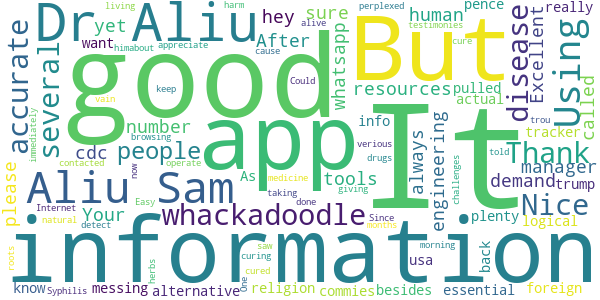 living harm
himabout appreciate alive pence
Dr Aliu But sure yet hey human really
testimonies perplexed
want cause cure
After disease Excellent
good whatsapp resources pulled
accurate several Could keep actual Using called
vain browsing number info verious tracker trou
immediately app It always engineering
cdc people drugs told Thank
contacted As operate tools manager
please now medicine giving challenges
Internet Aliu Sam taking done demand trump
Your Easy whackadoodle Since plenty Nice
natural detect months logical
roots information morning back
herbs saw curing usa
know messing One cured religion besides essential foreign
Syphilis alternative commies